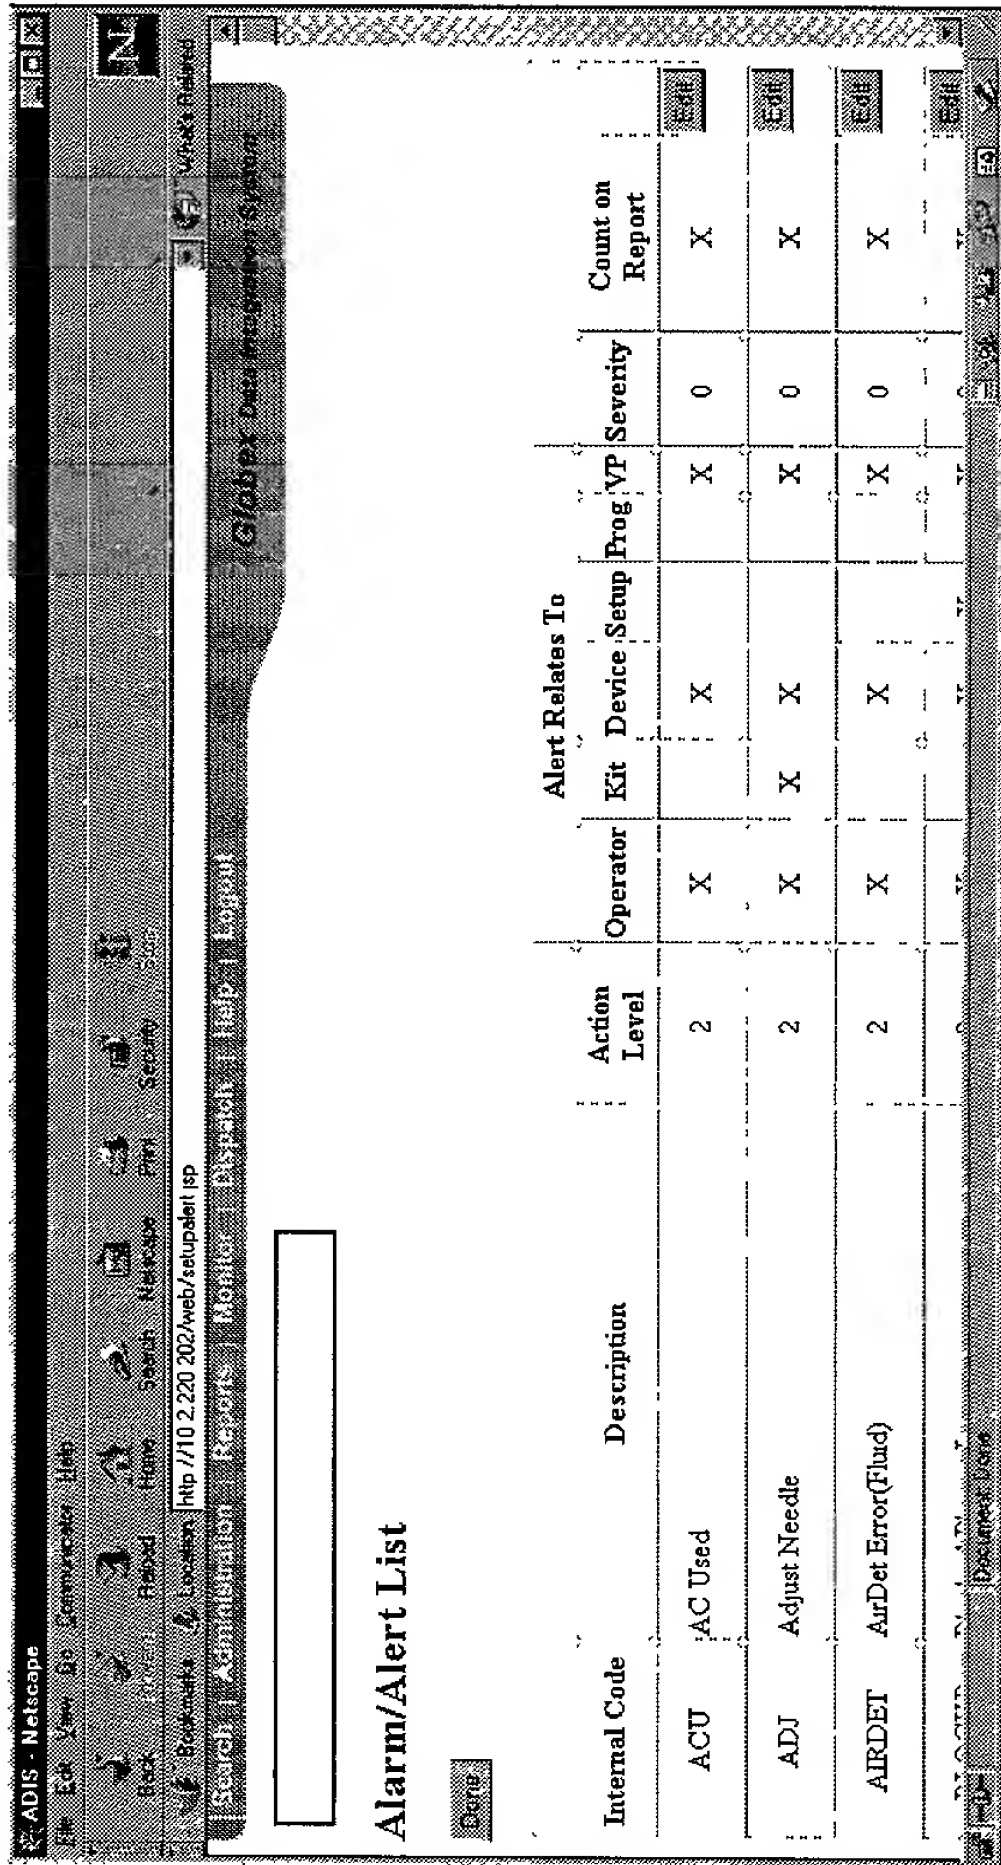 ADIS - Netscape
File Edit View Go Communicator Help
Back Reload Home Search Netscape Print Security Stop
Bookmarks Location http //10 2.220 202/web/setupalert jsp What's Related
Search | Administration | Reports | Monitor | Dispatch | Help | Logout
Globex Data Integration System
Alarm/Alert List
Done
Alert Relates To
Internal Code Description Action Level Operator Kit Device Setup Prog VP Severity Count on Report
ACU AC Used 2 X X X 0 X Edit
ADJ Adjust Needle 2 X X X X 0 X Edit
AIRDET AirDet Error(Fluid) 2 X X X 0 X Edit
Edit
Document Done